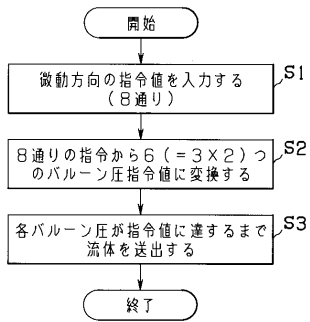 開始
微動方向の指令値を入力する
(8通り)
S1
8通りの指令から6(=3×2)つ
のバルーン圧指令値に変換する
S2
各バルーン圧が指令値に達するまで
流体を送出する
S3
終了